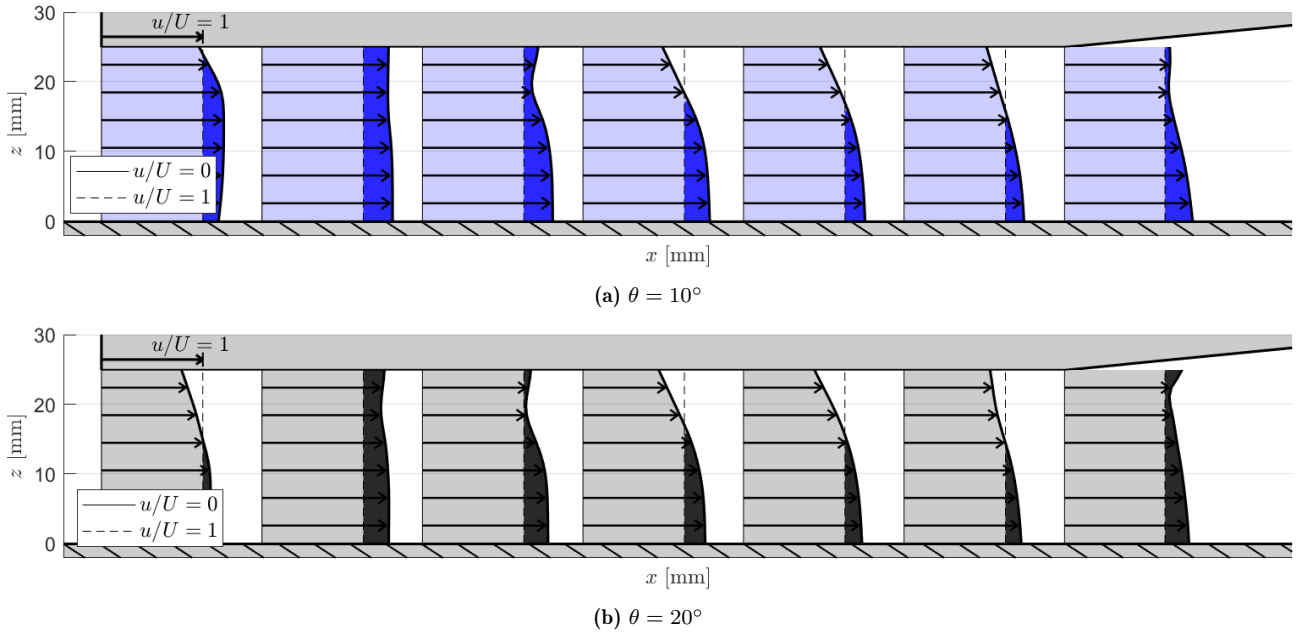 30
u/U = 1
20
z [mm]
10
u/U = 0
u/U = 1
0
x [mm]
(a) θ = 10°
30
u/U = 1
20
z [mm]
10
u/U = 0
u/U = 1
0
x [mm]
(b) θ = 20°